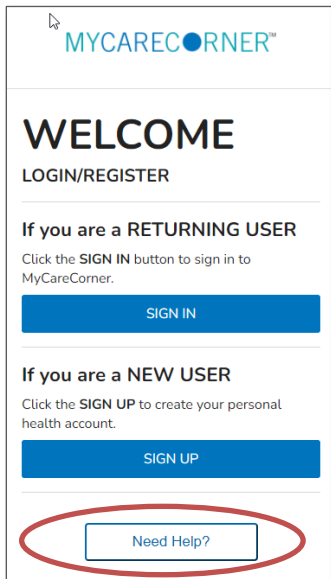 MYCARECORNER™
WELCOME
LOGIN/REGISTER
If you are a RETURNING USER
Click the SIGN IN button to sign in to
MyCareCorner.
SIGN IN
If you are a NEW USER
Click the SIGN UP to create your personal
health account.
SIGN UP
Need Help?